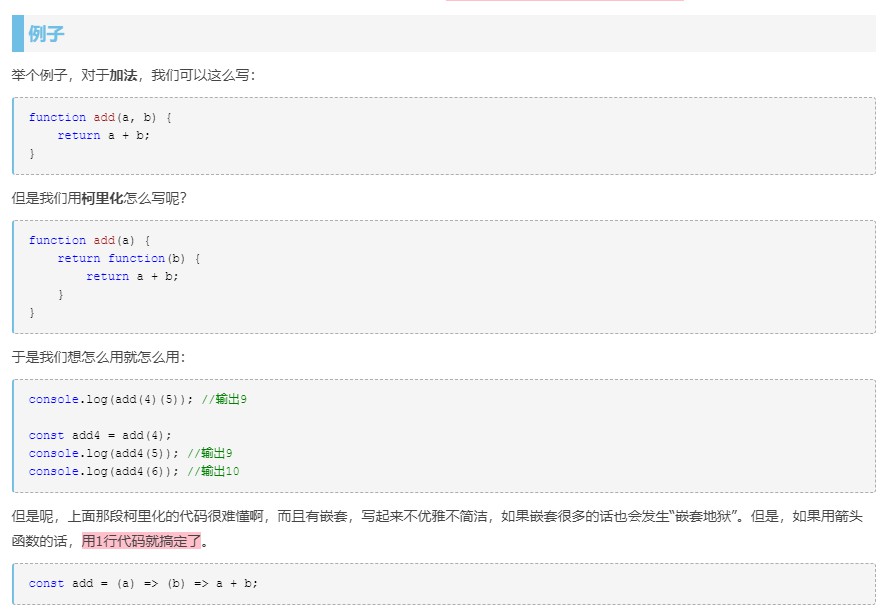 例子
举个例子，对于加法，我们可以这么写：
function add(a, b) {
    return a + b;
}
但是我们用柯里化怎么写呢？
function add(a) {
    return function(b) {
        return a + b;
    }
}
于是我们想怎么用就怎么用：
console.log(add(4)(5)); //输出9
const add4 = add(4);
console.log(add4(5)); //输出9
console.log(add4(6)); //输出10
但是呢，上面那段柯里化的代码很难懂啊，而且有嵌套，写起来不优雅不简洁，如果嵌套很多的话也会发生“嵌套地狱”。但是，如果用箭头
函数的话，用1行代码就搞定了。
const add = (a) => (b) => a + b;